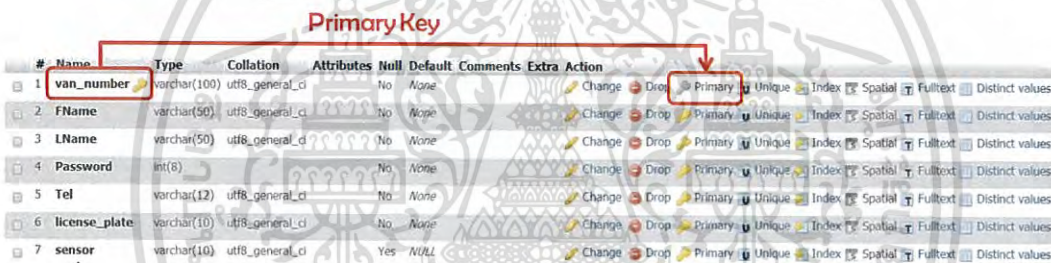 Primary Key
# Name Type Collation Attributes Null Default Comments Extra Action
1 van_number varchar(100) utf8_general_ci No None Change Drop Primary Unique Index Spatial Fulltext Distinct values
2 FName varchar(50) utf8_general_ci No None Change Drop Primary Unique Index Spatial Fulltext Distinct values
3 LName varchar(50) utf8_general_ci No None Change Drop Primary Unique Index Spatial Fulltext Distinct values
4 Password int(8) No None Change Drop Primary Unique Index Spatial Fulltext Distinct values
5 Tel varchar(12) utf8_general_ci No None Change Drop Primary Unique Index Spatial Fulltext Distinct values
6 license_plate varchar(10) utf8_general_ci No None Change Drop Primary Unique Index Spatial Fulltext Distinct values
7 sensor varchar(10) utf8_general_ci Yes NULL Change Drop Primary Unique Index Spatial Fulltext Distinct values